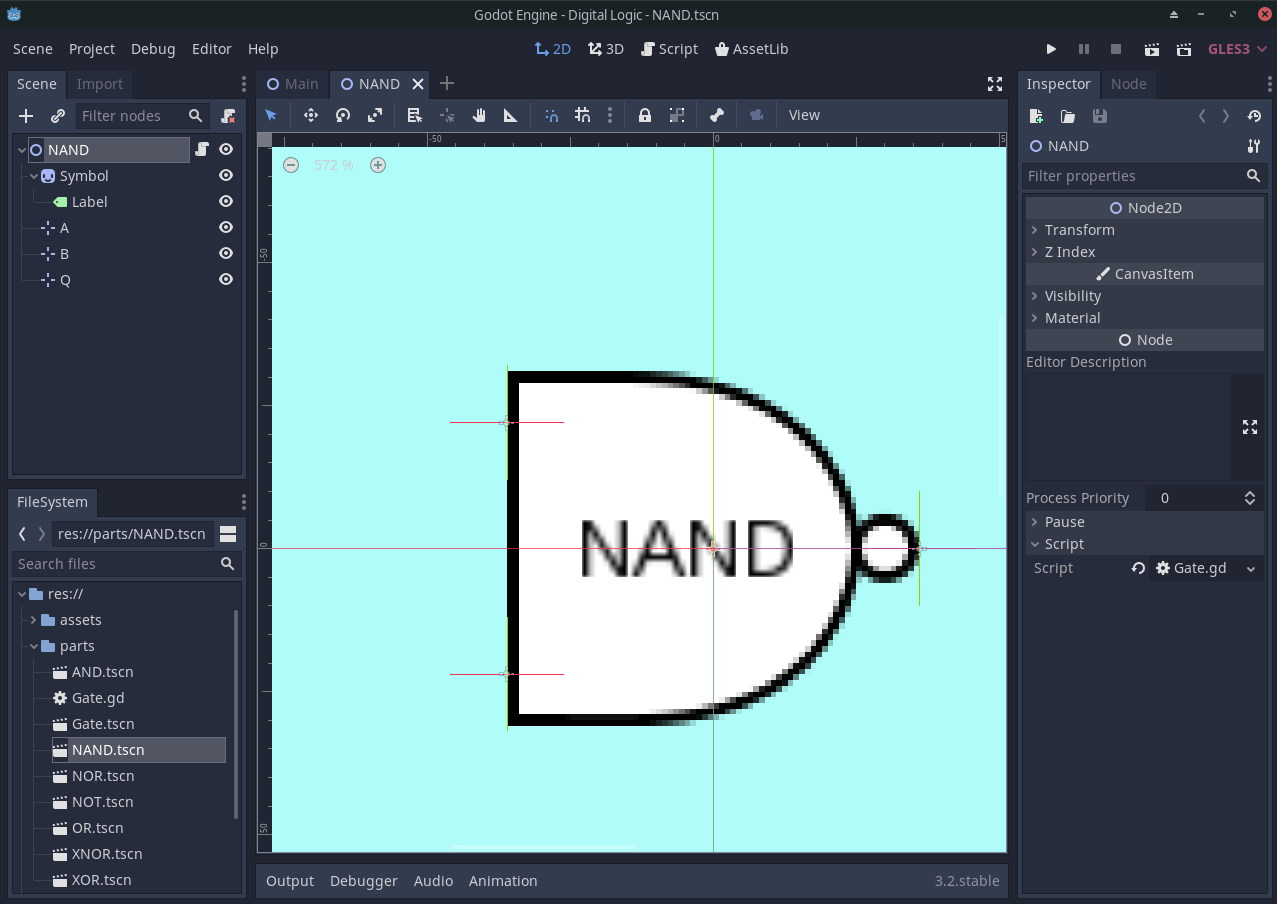 Godot Engine - Digital Logic - NAND.tscn
Scene Project Debug Editor Help 2D 3D Script AssetLib GLES3
Scene Import
Filter nodes
NAND
Symbol
Label
A
B
Q
FileSystem
res://parts/NAND.tscn
Search files
res://
assets
parts
AND.tscn
Gate.gd
Gate.tscn
NAND.tscn
NOR.tscn
NOT.tscn
OR.tscn
XNOR.tscn
XOR.tscn
Main NAND
View
-50 0 5
572 %
-50
0
50
NAND
Output Debugger Audio Animation 3.2.stable
Inspector Node
NAND
Filter properties
Node2D
Transform
Z Index
CanvasItem
Visibility
Material
Node
Editor Description
Process Priority 0
Pause
Script
Script Gate.gd